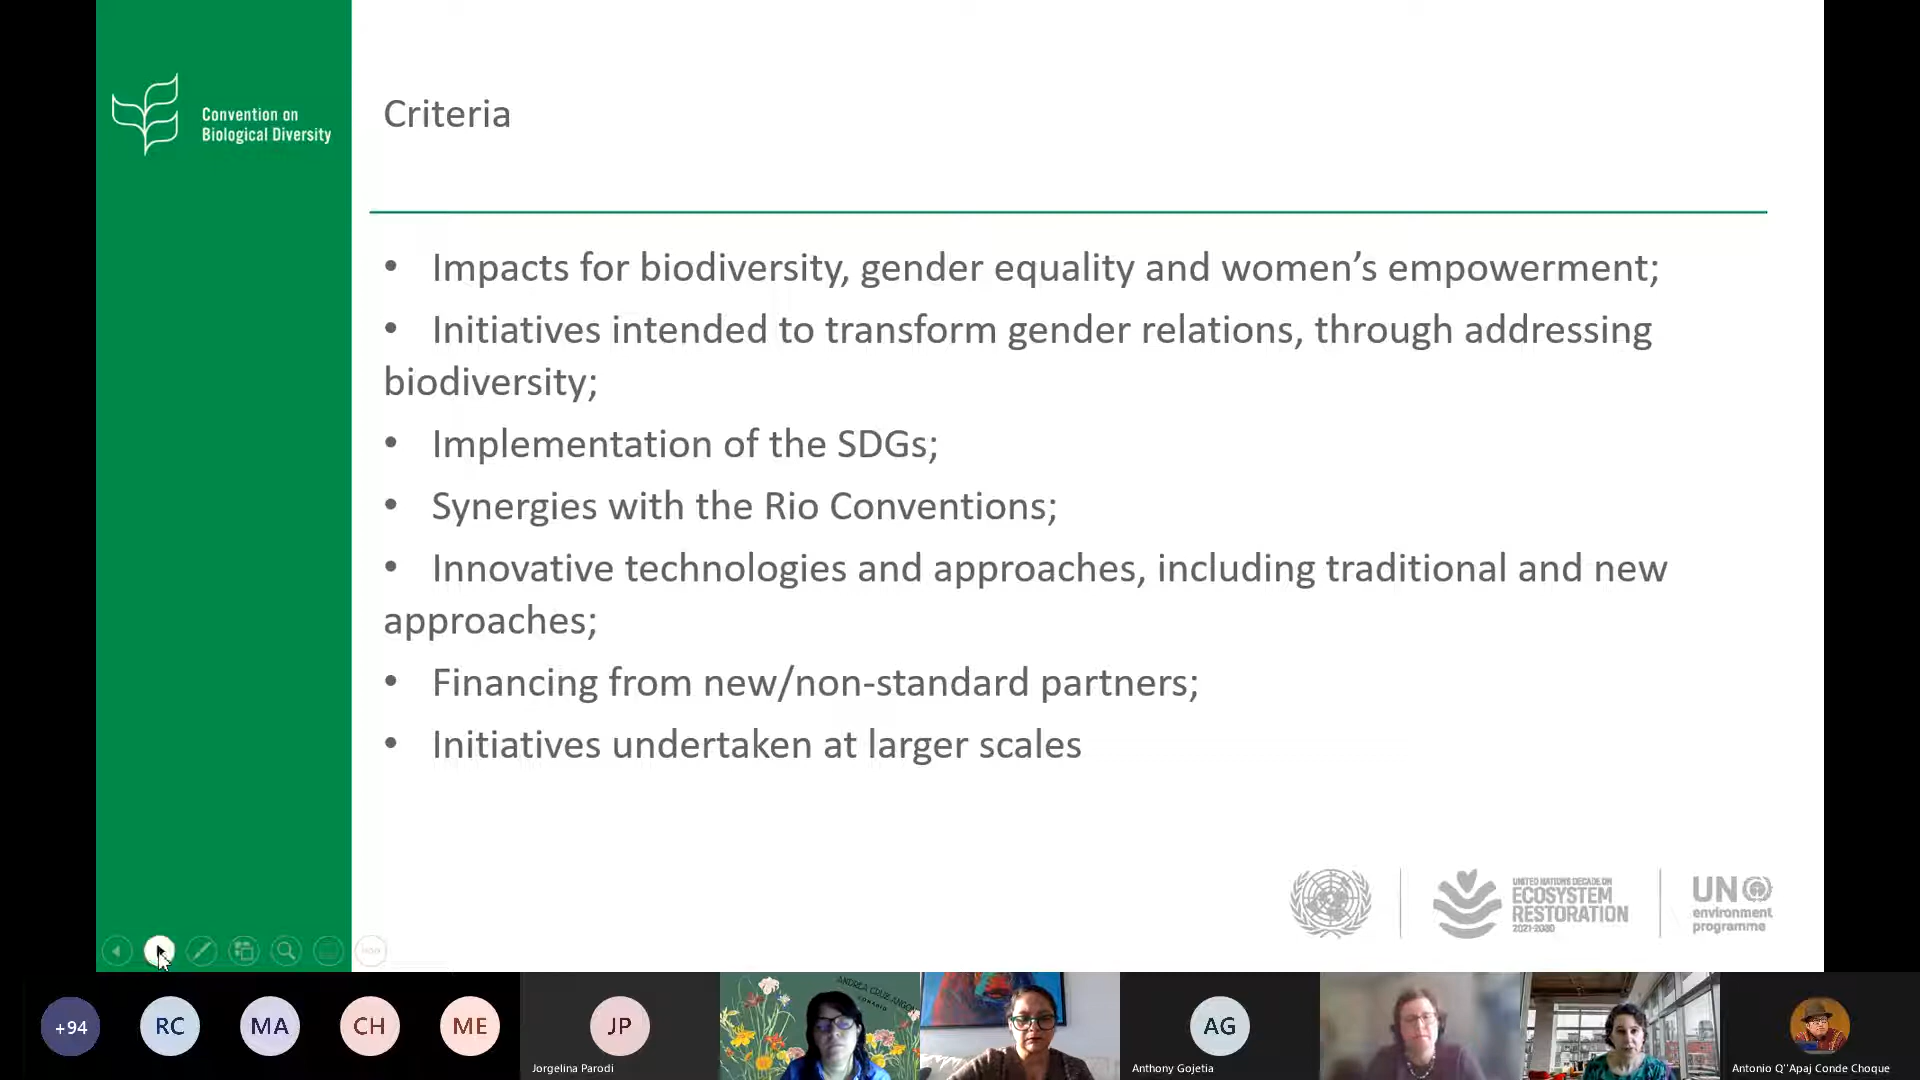 Convention on
Biological Diversity
Criteria
• Impacts for biodiversity, gender equality and women’s empowerment;
• Initiatives intended to transform gender relations, through addressing
biodiversity;
• Implementation of the SDGs;
• Synergies with the Rio Conventions;
• Innovative technologies and approaches, including traditional and new
approaches;
• Financing from new/non-standard partners;
• Initiatives undertaken at larger scales
UNITED NATIONS DECADE ON
ECOSYSTEM
RESTORATION
2021-2030
UN
environment
programme
+94
RC
MA
CH
ME
JP
Jorgelina Parodi
ANDREA CRUZ ANGÓN
CONABIO
AG
Anthony Gojetia
Antonio Q''Apaj Conde Choque